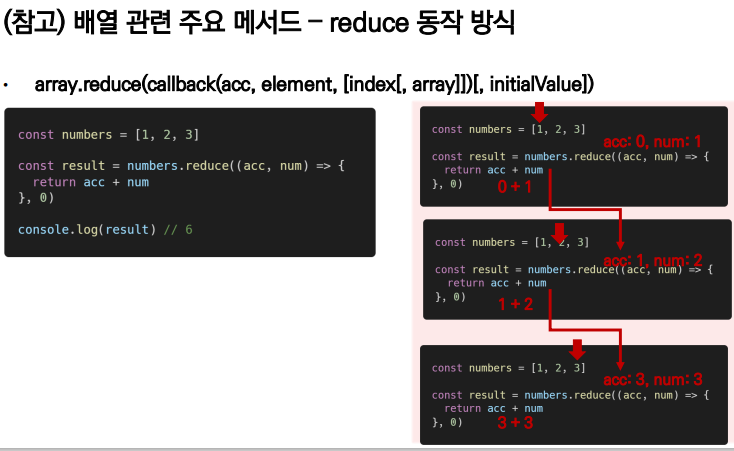 (참고) 배열 관련 주요 메서드 – reduce 동작 방식
• array.reduce(callback(acc, element, [index[, array]])[, initialValue])
const numbers = [1, 2, 3]
const result = numbers.reduce((acc, num) => {
return acc + num
}, 0)
console.log(result) // 6
const numbers = [1, 2, 3]
acc: 0, num: 1
const result = numbers.reduce((acc, num) => {
return acc + num
}, 0)
0 + 1
const numbers = [1, 2, 3]
acc: 1, num: 2
const result = numbers.reduce((acc, num) => {
return acc + num
}, 0)
1 + 2
const numbers = [1, 2, 3]
acc: 3, num: 3
const result = numbers.reduce((acc, num) => {
return acc + num
}, 0)
3 + 3